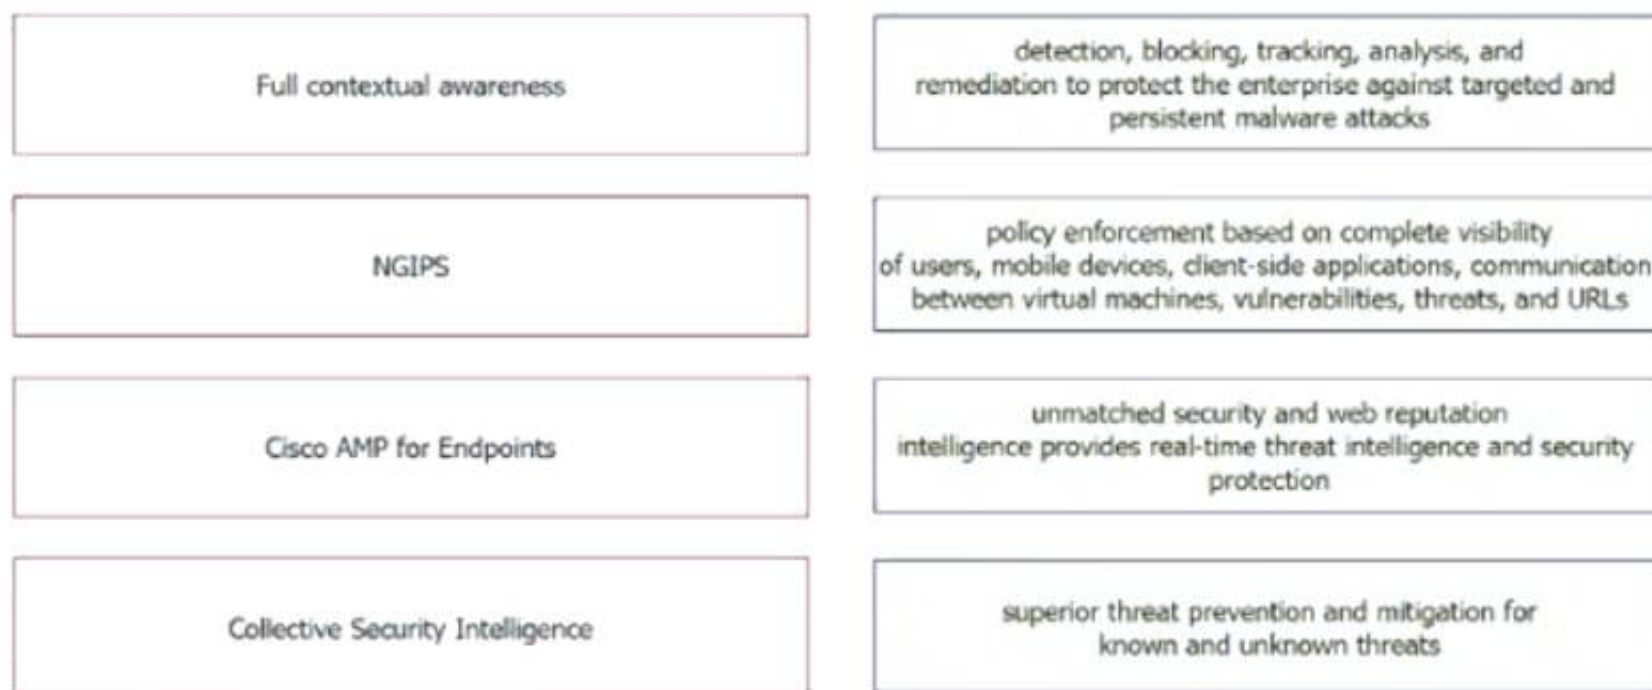 Full contextual awareness
detection, blocking, tracking, analysis, and
remediation to protect the enterprise against targeted and
persistent malware attacks
NGIPS
policy enforcement based on complete visibility
of users, mobile devices, client-side applications, communication
between virtual machines, vulnerabilities, threats, and URLs
Cisco AMP for Endpoints
unmatched security and web reputation
intelligence provides real-time threat intelligence and security
protection
Collective Security Intelligence
superior threat prevention and mitigation for
known and unknown threats